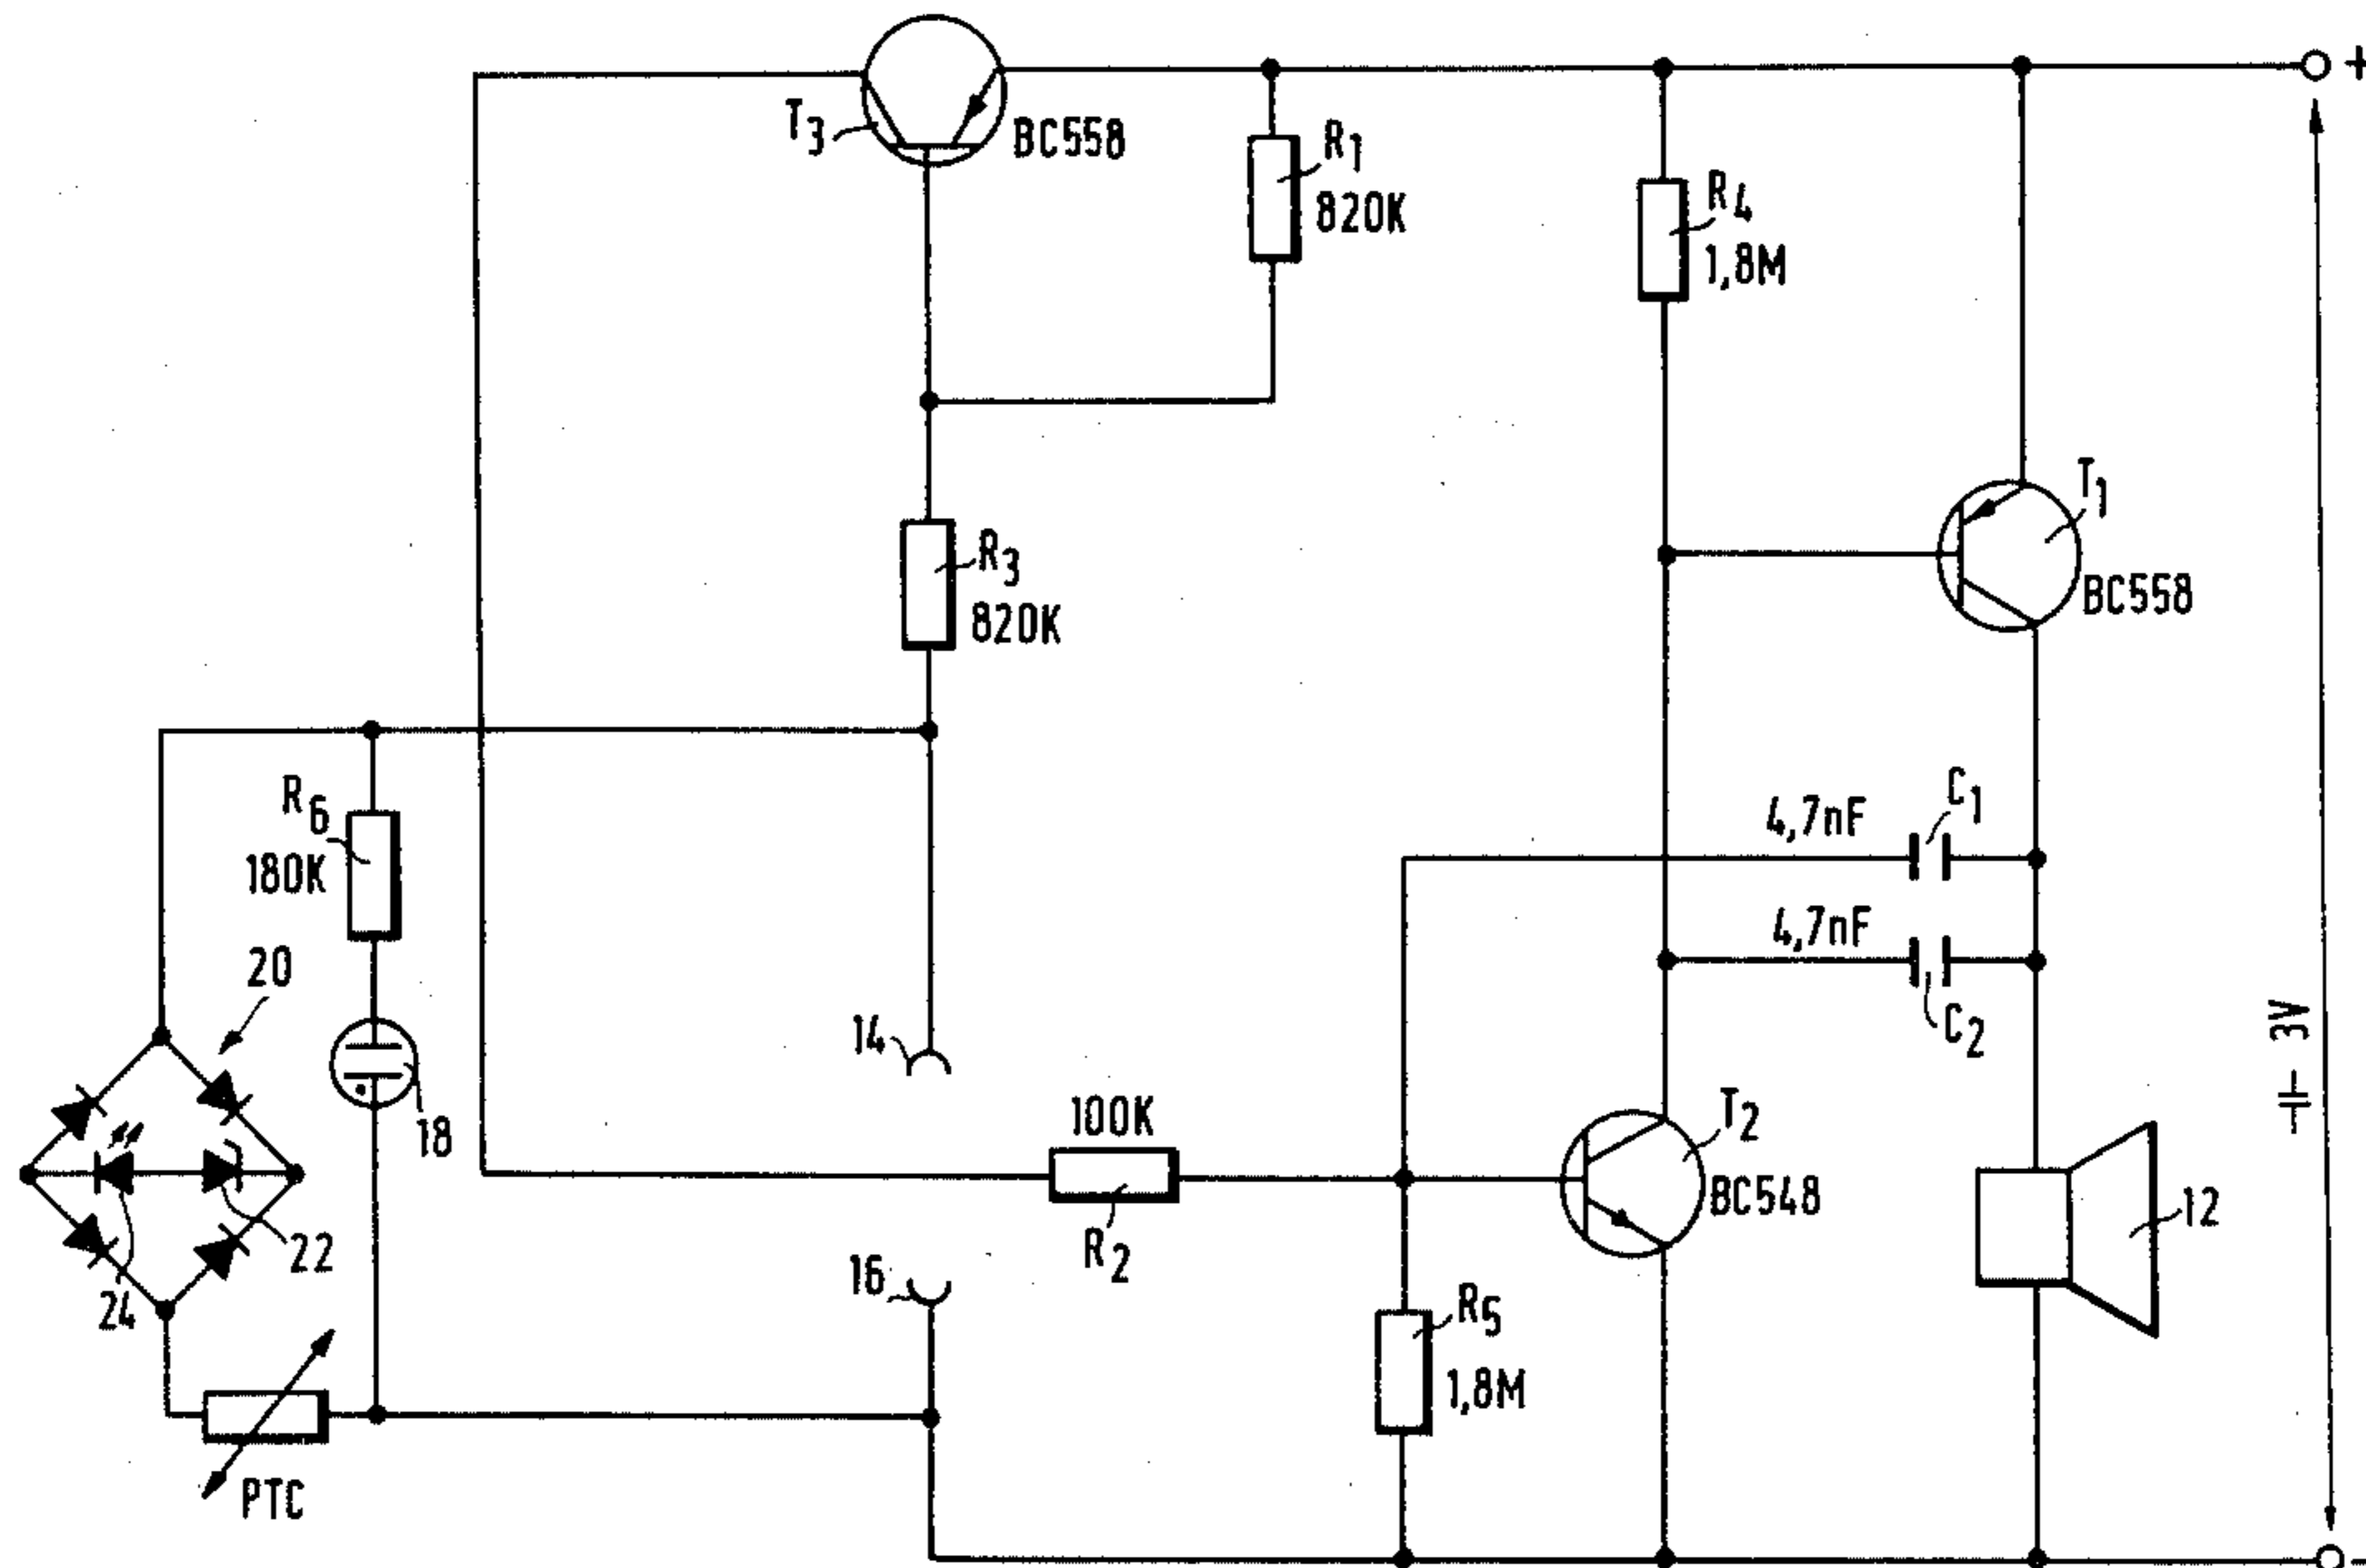 +
T3
BC558
R1
820K
R4
1,8M
T1
BC558
R3
820K
R6
180K
4,7nF
C1
4,7nF
C2
20
14
18
3V
100K
T2
BC548
R2
12
22
16
24
R5
1,8M
PTC
-